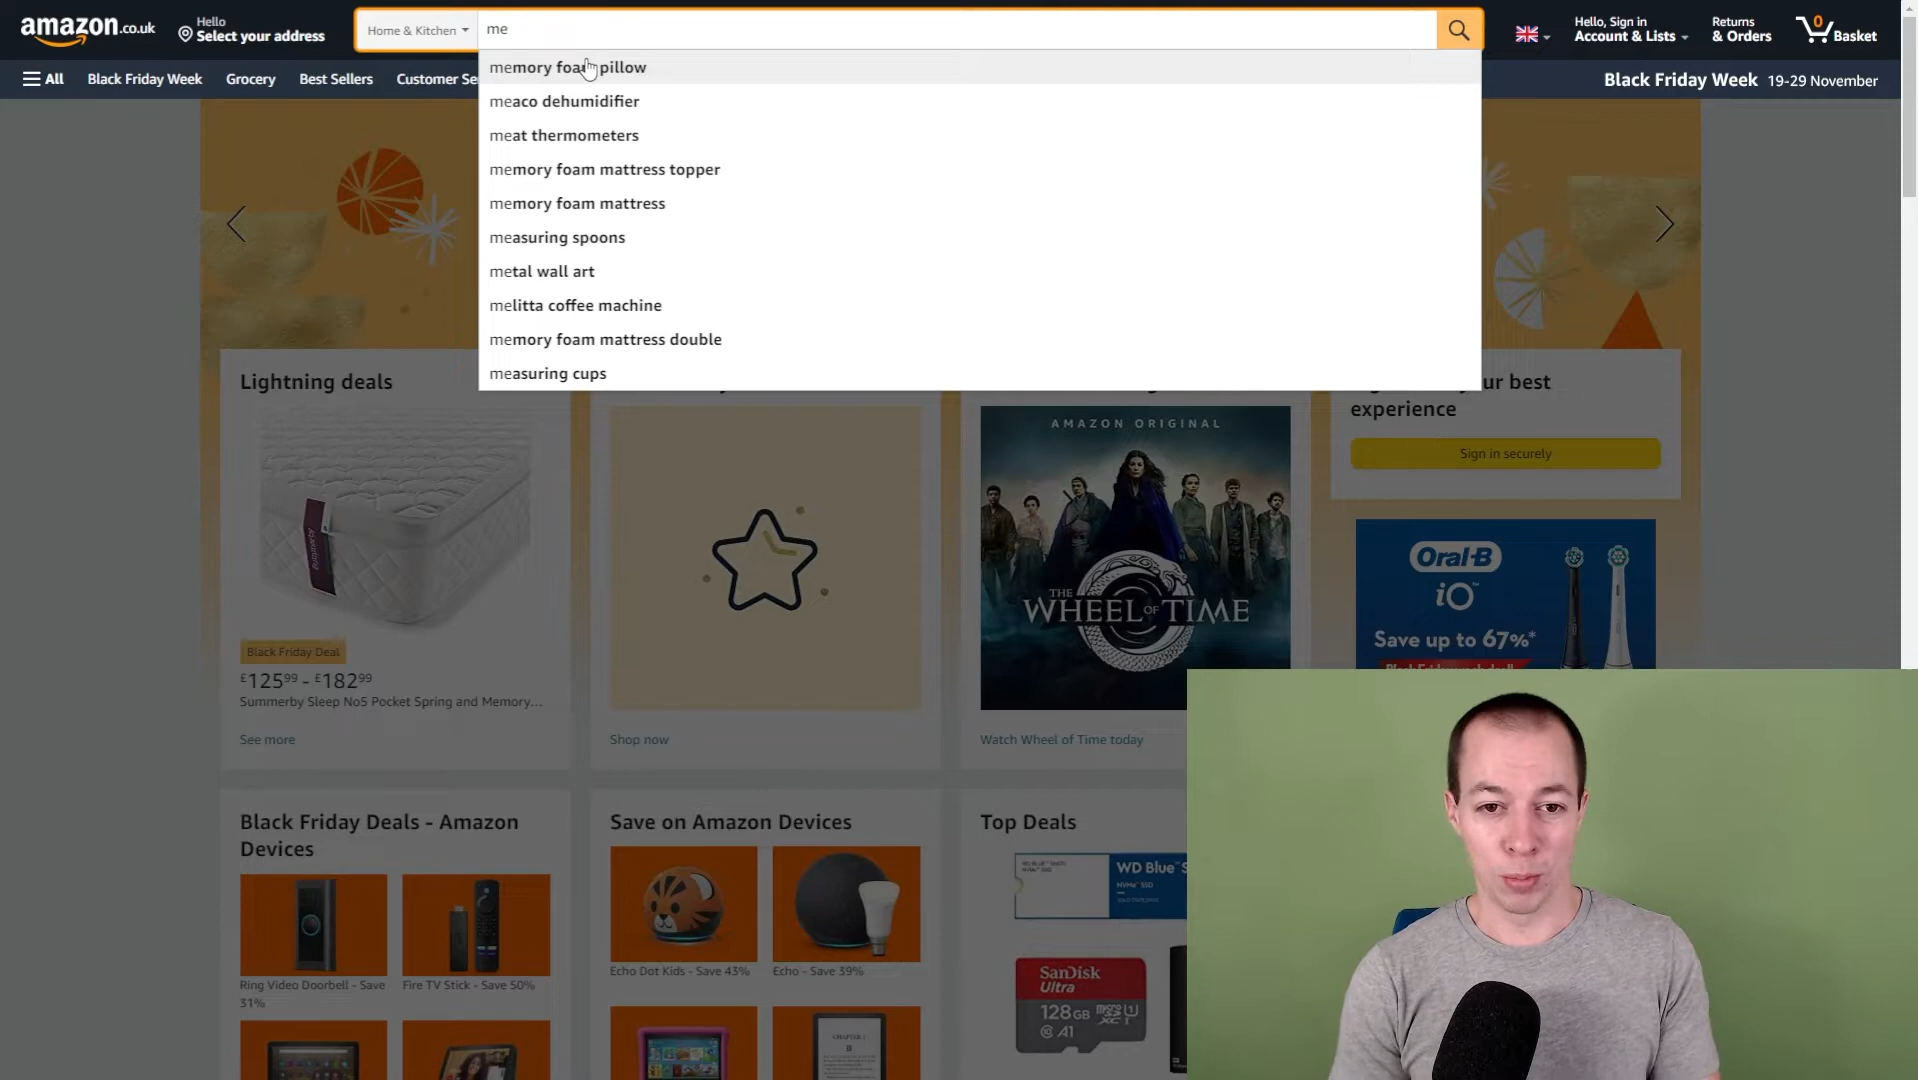 amazon.co.uk
Hello
Select your address
Home & Kitchen
me
Hello, Sign in
Account & Lists
Returns
& Orders
0
Basket
All
Black Friday Week
Grocery
Best Sellers
Customer Se
Black Friday Week 19-29 November
memory foam pillow
meaco dehumidifier
meat thermometers
memory foam mattress topper
memory foam mattress
measuring spoons
metal wall art
melitta coffee machine
memory foam mattress double
measuring cups
Lightning deals
Black Friday Deal
£125⁹⁹ - £182⁹⁹
Summerby Sleep No5 Pocket Spring and Memory...
See more
Shop now
AMAZON ORIGINAL
THE WHEEL OF TIME
Watch Wheel of Time today
ur best
experience
Sign in securely
Oral-B
iO™
Save up to 67%*
Black Friday Deals - Amazon
Devices
Ring Video Doorbell - Save
31%
Fire TV Stick - Save 50%
Save on Amazon Devices
Echo Dot Kids - Save 43%
Echo - Save 39%
Top Deals
WD Blue™ S
NVMe™ SSD
SanDisk
Ultra
128GB
A1